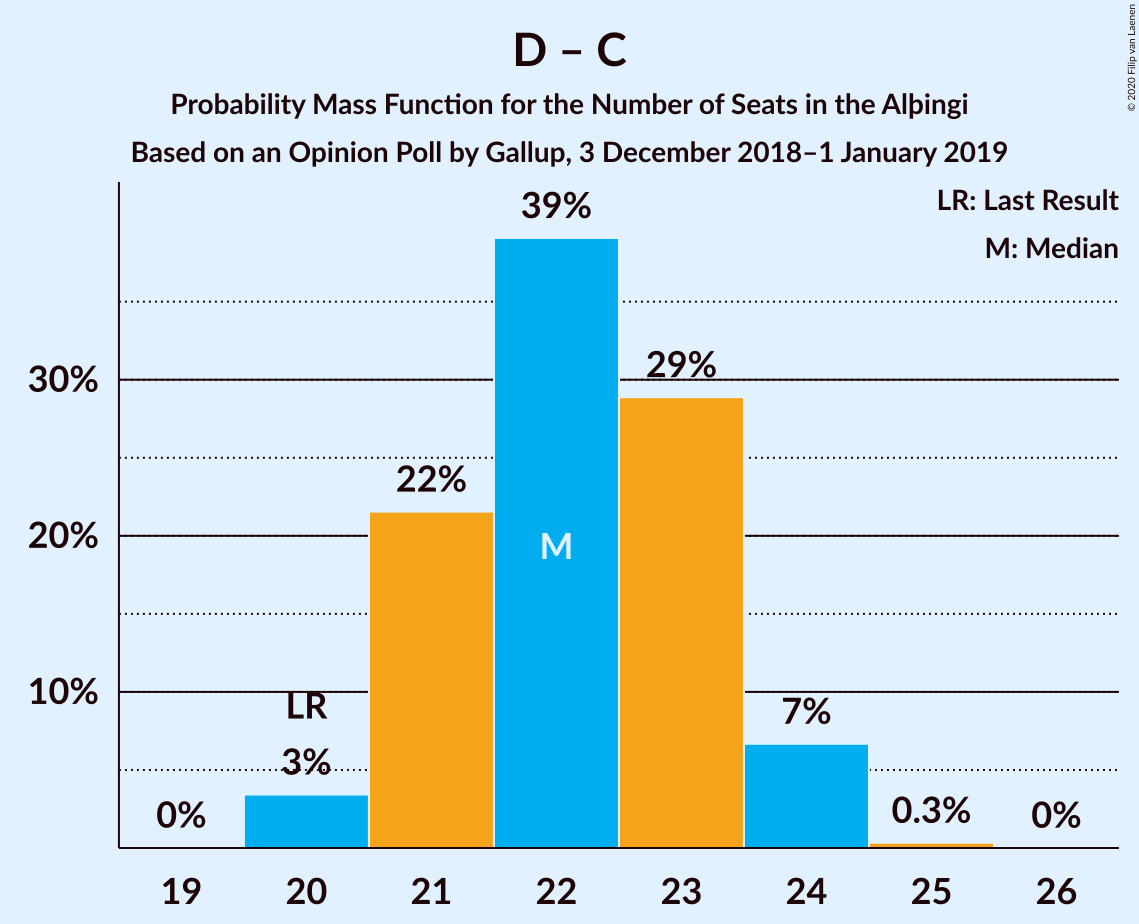 D – C
Probability Mass Function for the Number of Seats in the Alþingi
Based on an Opinion Poll by Gallup, 3 December 2018–1 January 2019
© 2020 Filip van Laenen
LR: Last Result
M: Median
39%
29%
30%
22%
20%
M
10%
LR
7%
3%
0%
0.3%
0%
19 20 21 22 23 24 25 26